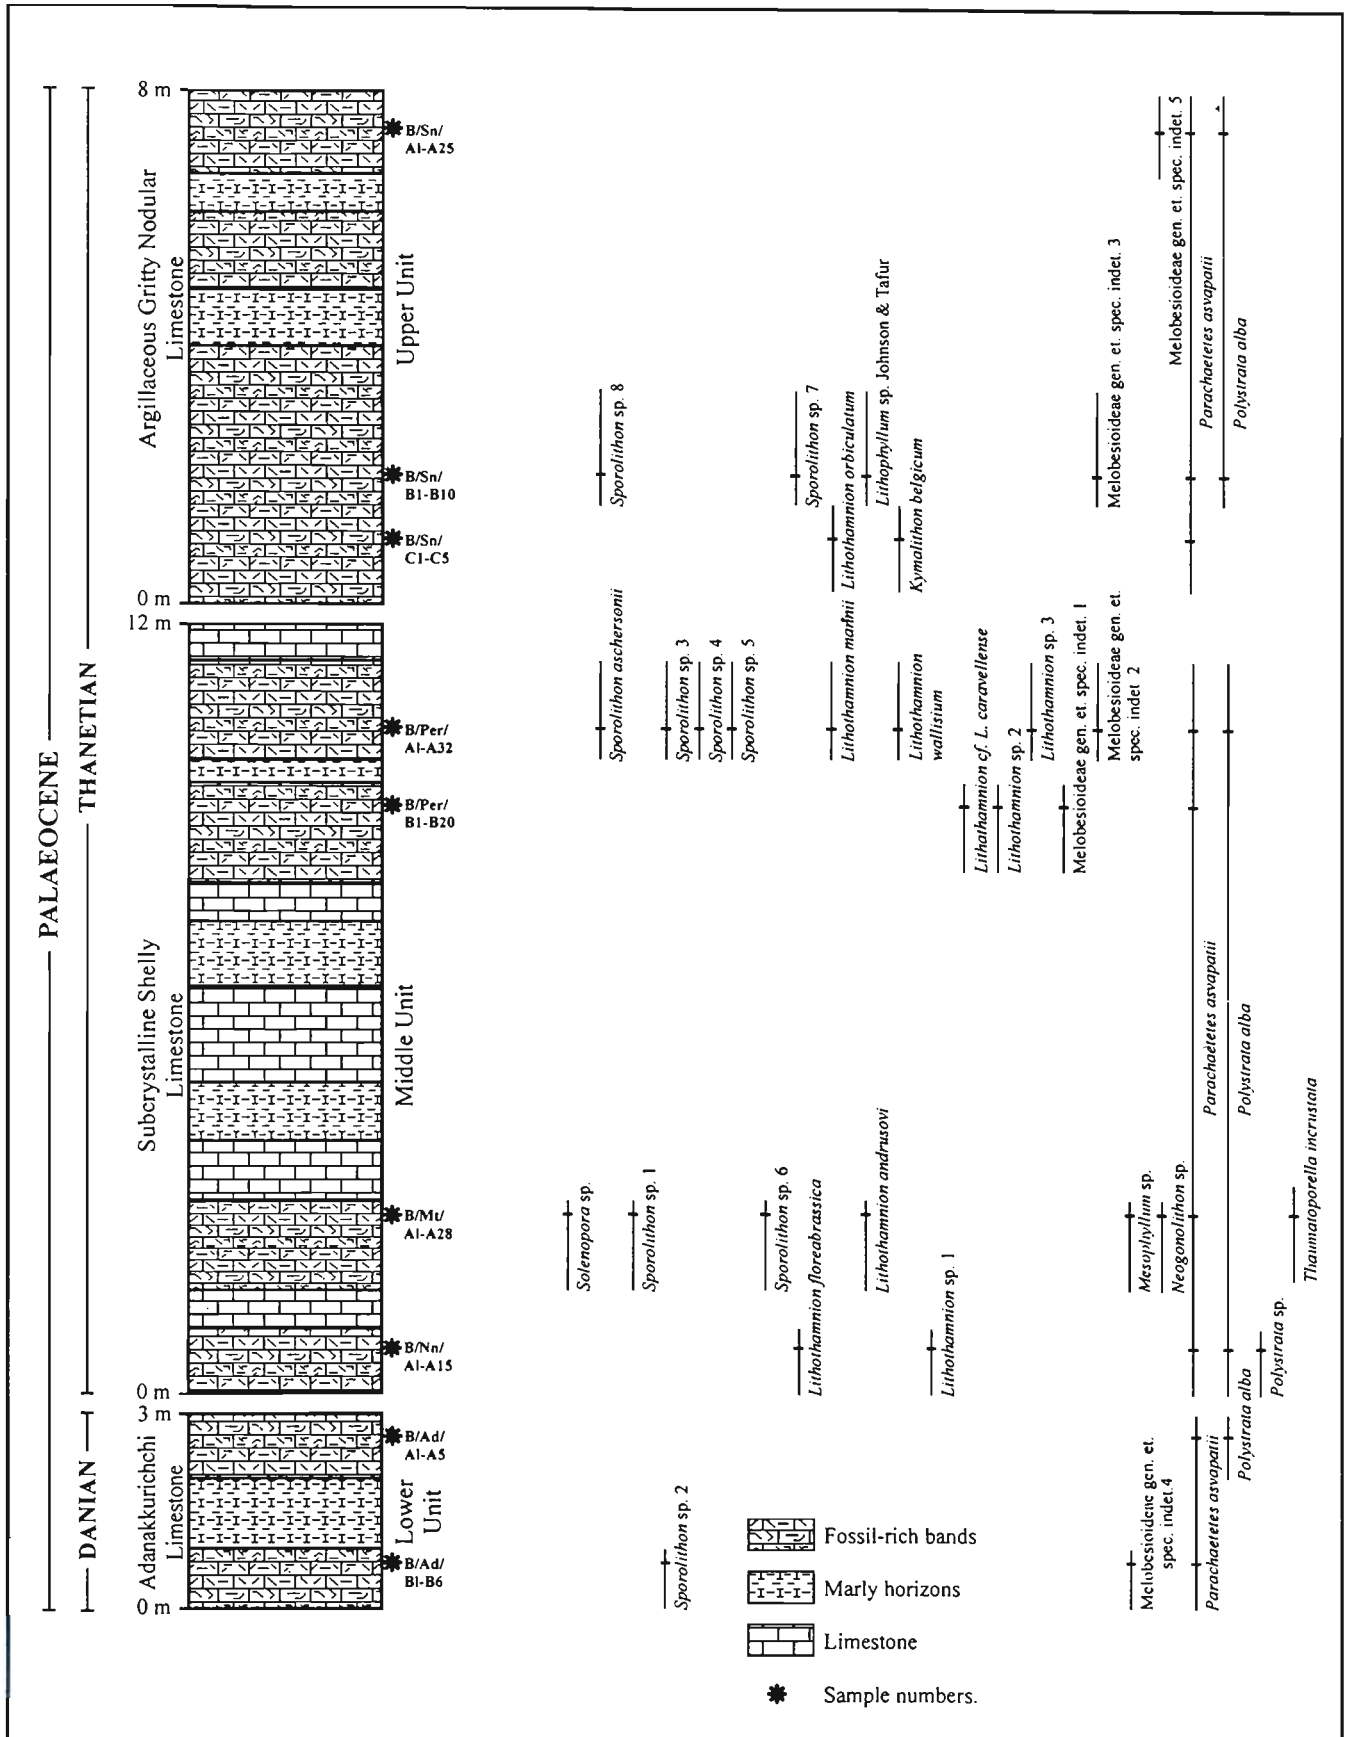 PALAEOCENE
THANETIAN
DANIAN
8 m
Argillaceous Gritty Nodular
Limestone
Upper Unit
B/Sn/
A1-A25
B/Sn/
B1-B10
B/Sn/
C1-C5
0 m
12 m
Subcrystalline Shelly
Limestone
Middle Unit
B/Per/
A1-A32
B/Per/
B1-B20
B/Mt/
A1-A28
B/Nn/
A1-A15
0 m
3 m
Adanakkurichchi
Limestone
Lower
Unit
B/Ad/
A1-A5
B/Ad/
B1-B6
0 m
Sporolithon sp. 8
Sporolithon sp. 7
Lithothamnion orbiculatum
Lithophyllum sp. Johnson & Tafur
Kymalithon belgicum
Melobesioideae gen. et. spec. indet. 3
Melobesioideae gen. et. spec. indet. 5
Parachaetetes asvapatii
Polystrata alba
Sporolithon aschersonii
Sporolithon sp. 3
Sporolithon sp. 4
Sporolithon sp. 5
Lithothamnion marinii
Lithothamnion
wallisium
Lithothamnion cf. L. caravellense
Lithothamnion sp. 2
Lithothamnion sp. 3
Melobesioideae gen. et. spec. indet. 1
Melobesioideae gen. et.
spec. indet 2
Parachaetetes asvapatii
Polystrata alba
Solenopora sp.
Sporolithon sp. 1
Sporolithon sp. 6
Lithothamnion floreabrassica
Lithothamnion andrusovi
Lithothamnion sp. 1
Mesophyllum sp.
Neogonolithon sp.
Thaumatoporella incrustata
Polystrata sp.
Sporolithon sp. 2
Melobesioideae gen. et.
spec. indet.4
Parachaetetes asvapatii
Polystrata alba
Fossil-rich bands
Marly horizons
Limestone
Sample numbers.